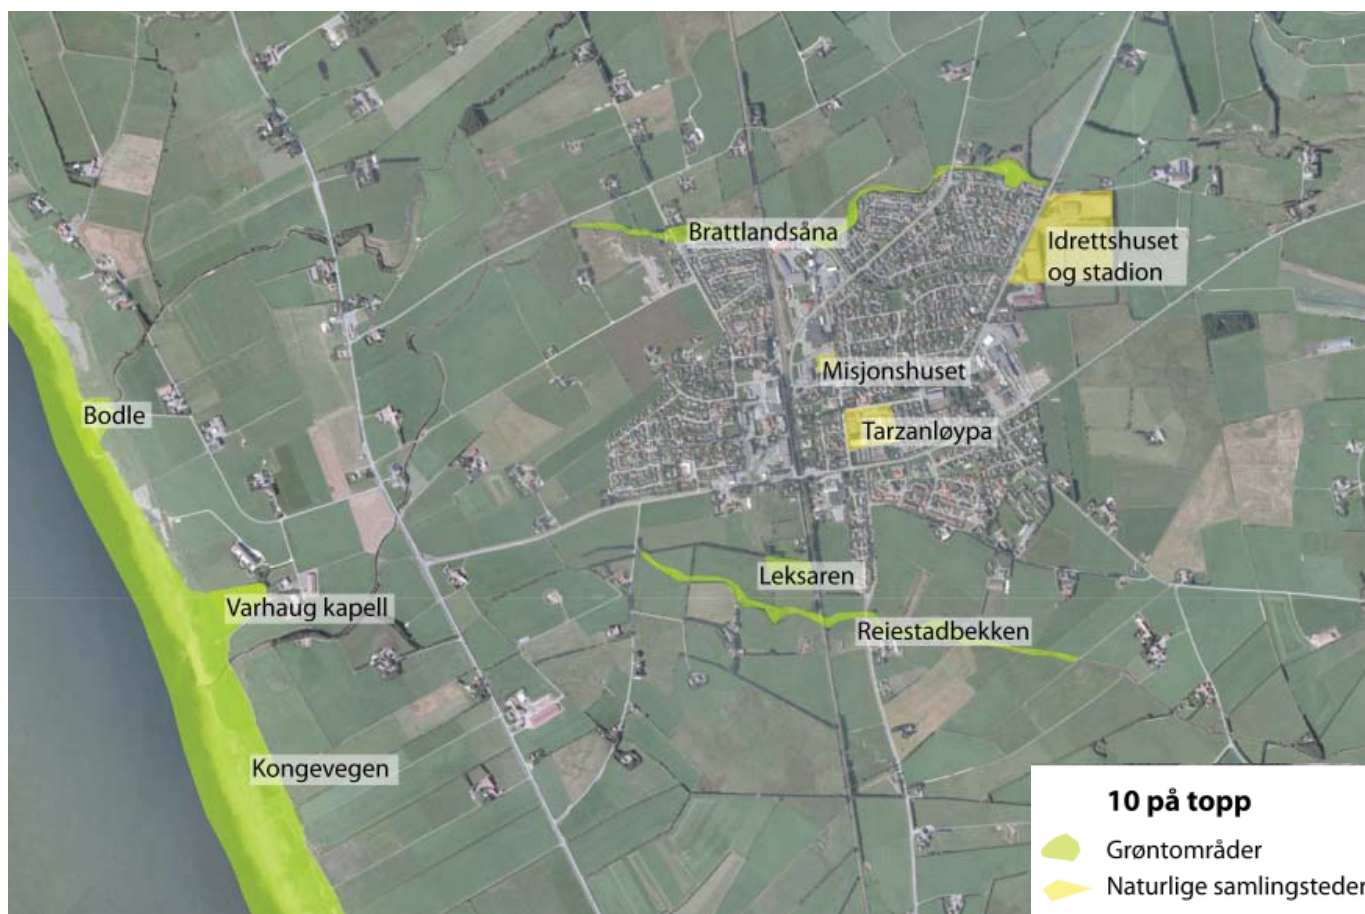 Brattlandsåna
Idrettshuset
og stadion
Misjonshuset
Bodle
Tarzanløypa
Leksaren
Varhaug kapell
Reiestadbekken
Kongevegen
10 på topp
Grøntområder
Naturlige samlingsteder